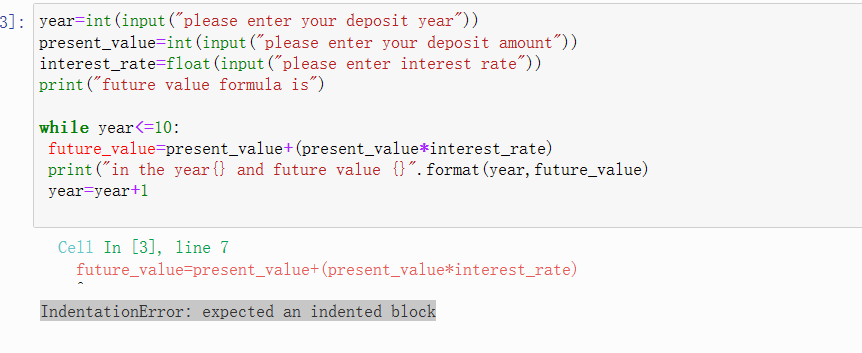 3]: year=int(input("please enter your deposit year"))
present_value=int(input("please enter your deposit amount"))
interest_rate=float(input("please enter interest rate"))
print("future value formula is")
while year<=10:
future_value=present_value+(present_value*interest_rate)
print("in the year{} and future value {}".format(year,future_value)
year=year+1
Cell In [3], line 7
future_value=present_value+(present_value*interest_rate)
^
IndentationError: expected an indented block